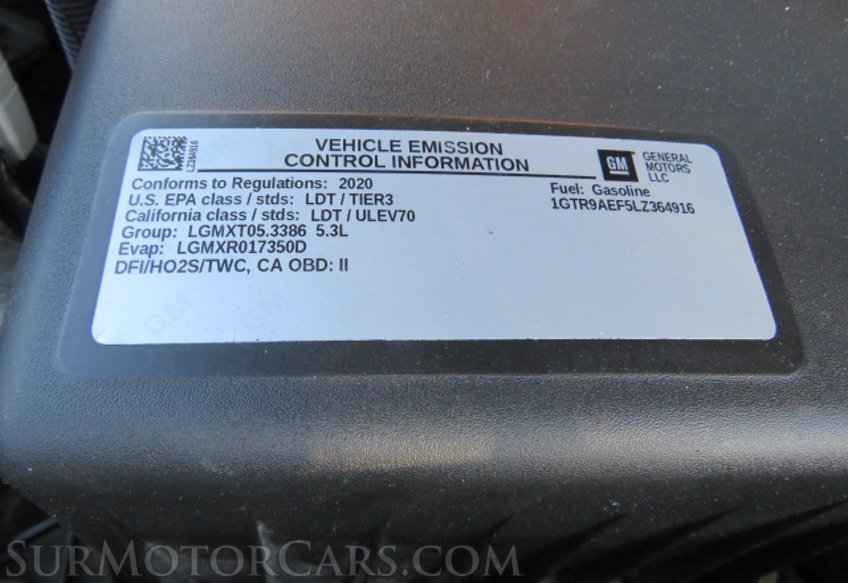 LZ364916
VEHICLE EMISSION
CONTROL INFORMATION
GM
GENERAL
MOTORS
LLC
Conforms to Regulations: 2020
U.S. EPA class / stds: LDT / TIER3
California class / stds: LDT / ULEV70
Group: LGMXT05.3386 5.3L
Evap: LGMXR017350D
DFI/HO2S/TWC, CA OBD: II
Fuel: Gasoline
1GTR9AEF5LZ364916
SurMotorCars.com